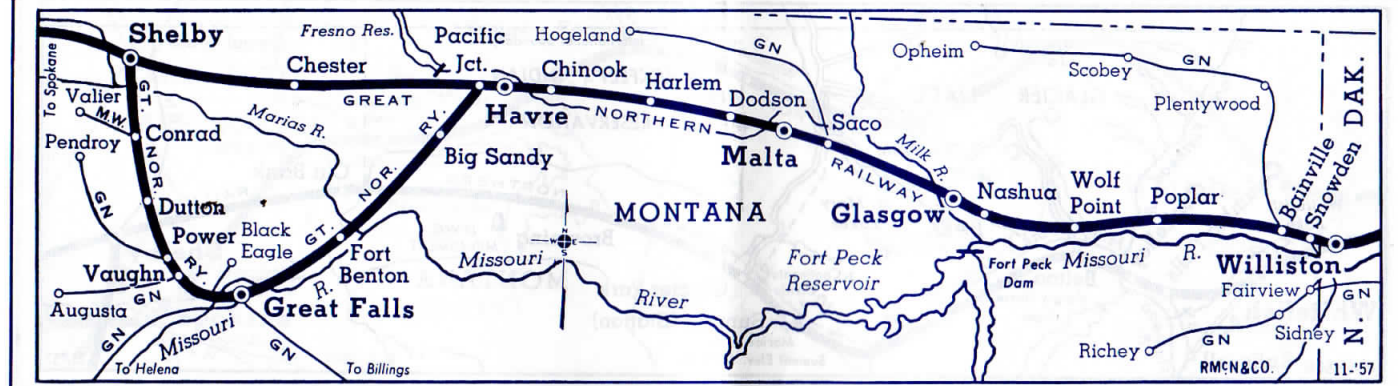 Shelby
Fresno Res.
Pacific
Jct.
Hogeland
GN
Opheim
Scobey
GN
Plentywood
N. DAK.
To Spokane
GT. NOR. RY.
Chester
GREAT NORTHERN RAILWAY
Chinook
Harlem
Dodson
Saco
Havre
Malta
Valier
M.W.
Marias R.
Conrad
Pendroy
GN
Big Sandy
GT. NOR. RY.
Milk R.
Glasgow
Nashua
Wolf
Point
Poplar
Bainville
Snowden
Williston
MONTANA
Dutton
Power
Black
Eagle
Vaughn
Fort
Benton
N
W
E
S
Missouri
River
Fort Peck
Reservoir
Fort Peck
Dam
Missouri R.
Fairview
GN
Augusta
GN
Great Falls
Missouri R.
GN
To Helena
GN
To Billings
Richey
GN
Sidney
RMCN&CO.
11-'57